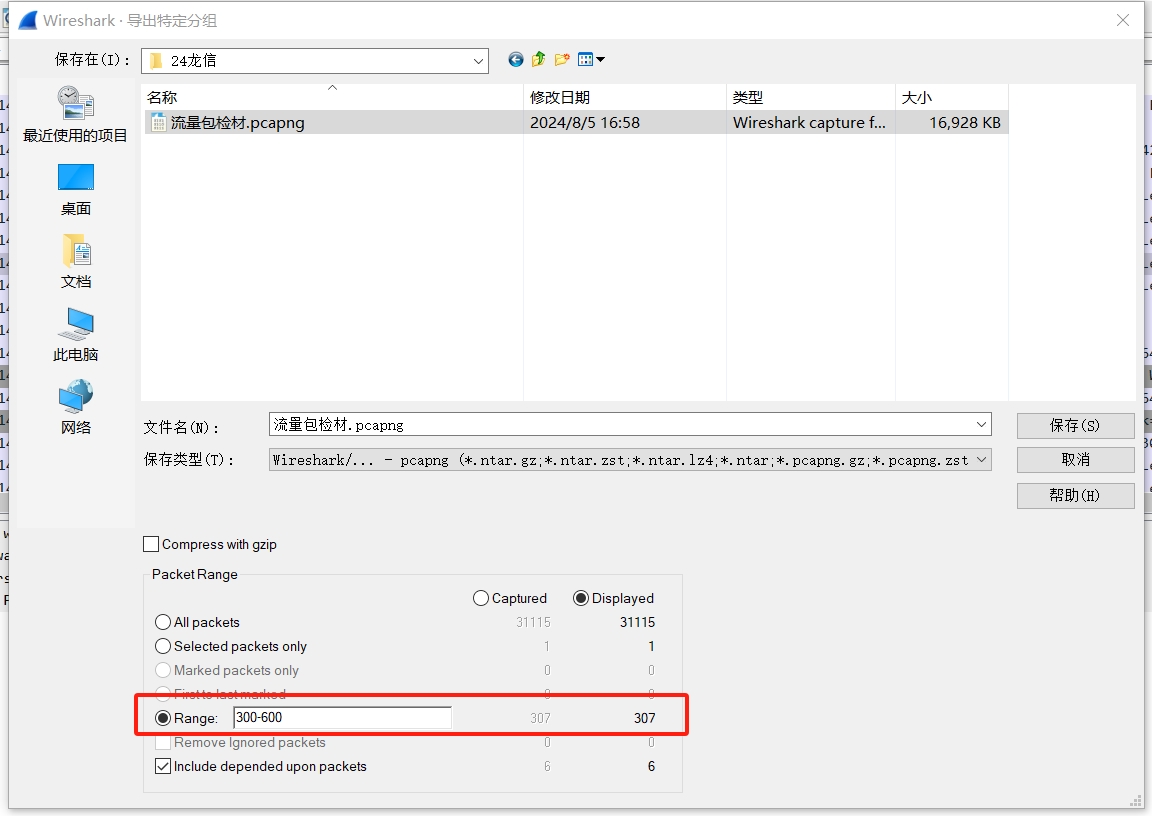 Wireshark · 导出特定分组
保存在(I): 24龙信
名称 修改日期 类型 大小
流量包检材.pcapng 2024/8/5 16:58 Wireshark capture f... 16,928 KB
最近使用的项目
桌面
文档
此电脑
网络
文件名(N): 流量包检材.pcapng 保存(S)
保存类型(T): Wireshark/... - pcapng (*.ntar.gz;*.ntar.zst;*.ntar.lz4;*.ntar;*.pcapng.gz;*.pcapng.zst 取消
帮助(H)
Compress with gzip
Packet Range
Captured Displayed
All packets 31115 31115
Selected packets only 1 1
Marked packets only 0 0
First to last marked 0 0
Range: 300-600 307 307
Remove Ignored packets 0 0
Include depended upon packets 6 6